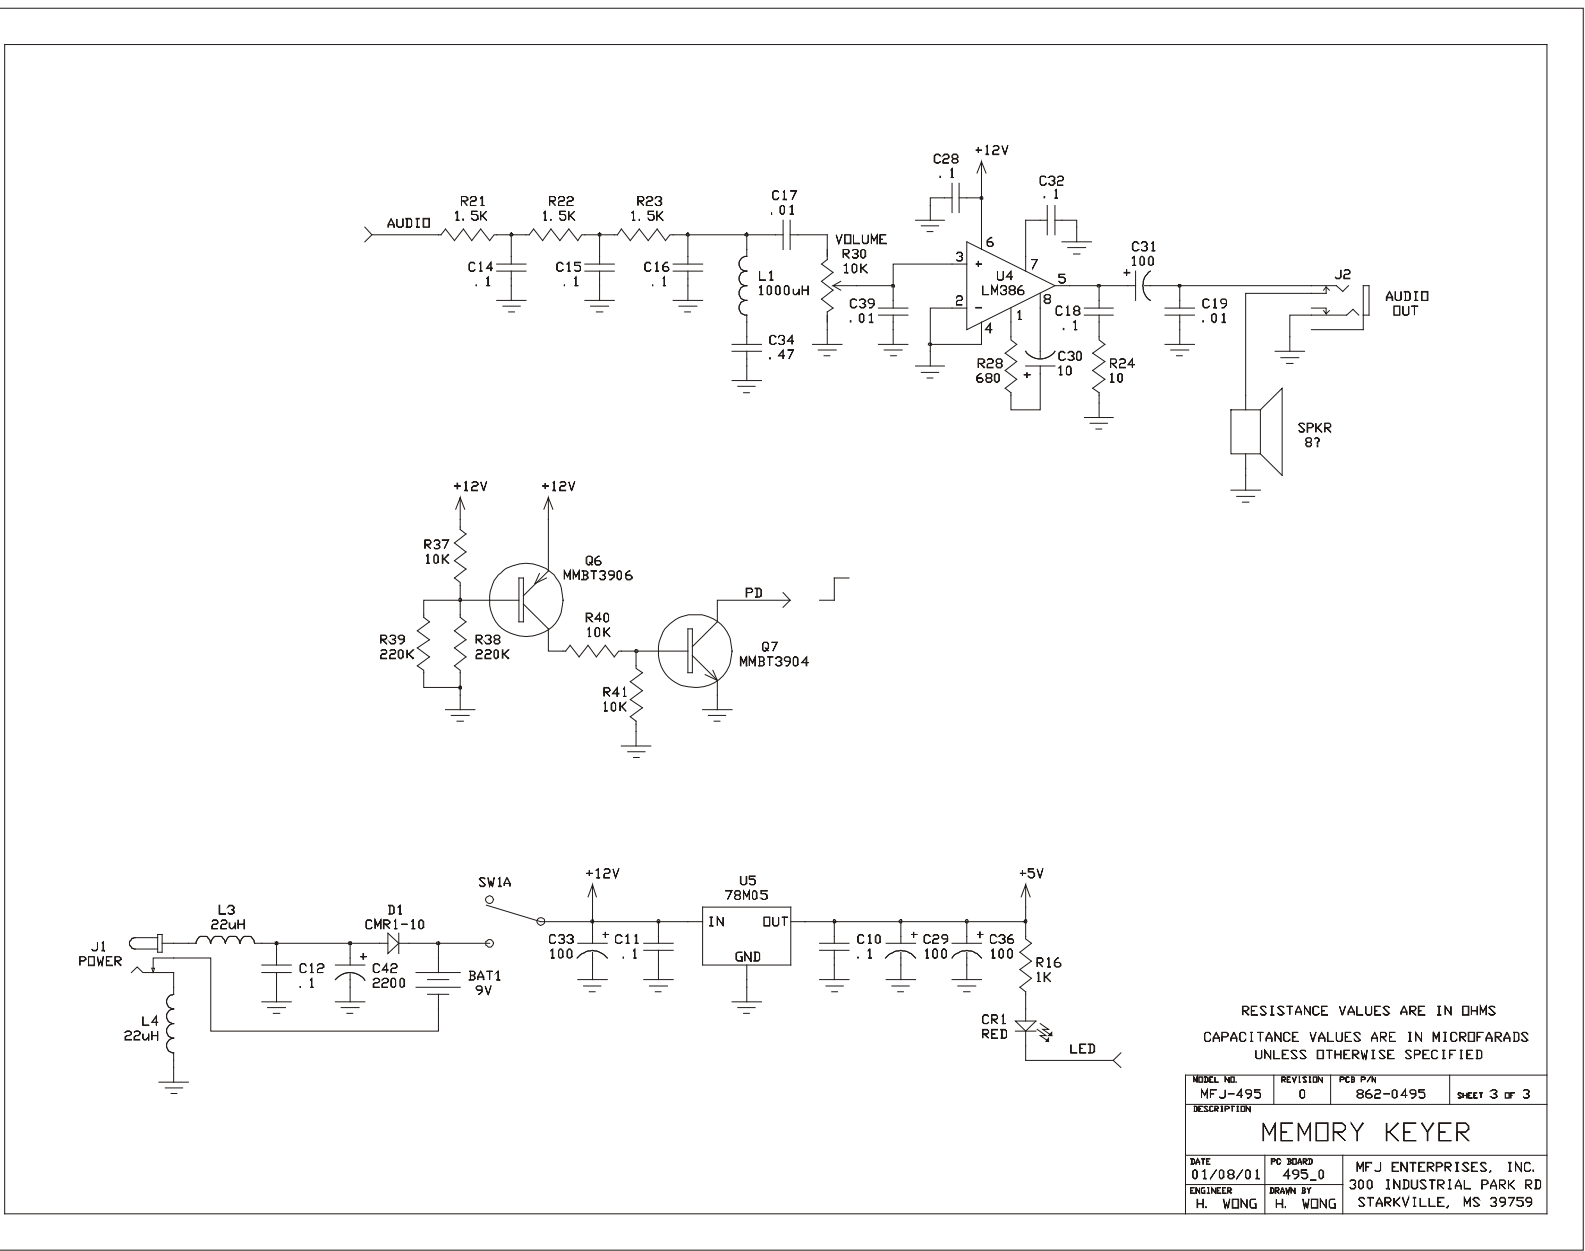 C28
.1
+12V
C32
.1
R21
1.5K
R22
1.5K
R23
1.5K
C17
.01
AUDIO
VOLUME
R30
10K
C14
.1
C15
.1
C16
.1
L1
1000uH
C39
.01
C34
.47
3
+
2
-
6
7
U4
LM386
5
8
1
4
C31
100
+
C18
.1
C19
.01
J2
AUDIO
OUT
R28
680
C30
10
+
R24
10
SPKR
8?
+12V
+12V
R37
10K
Q6
MMBT3906
R39
220K
R38
220K
R40
10K
PD
Q7
MMBT3904
R41
10K
J1
POWER
L3
22uH
L4
22uH
C12
.1
+
C42
2200
D1
CMR1-10
BAT1
9V
SW1A
+12V
C33
100
+
C11
.1
U5
78M05
IN
OUT
GND
C10
.1
+
C29
100
+
C36
100
+5V
R16
1K
CR1
RED
LED
RESISTANCE VALUES ARE IN OHMS
CAPACITANCE VALUES ARE IN MICROFARADS
UNLESS OTHERWISE SPECIFIED
MODEL NO.
MFJ-495
REVISION
0
PCB P/N
862-0495
SHEET 3 OF 3
DESCRIPTION
MEMORY KEYER
DATE
01/08/01
PC BOARD
495_0
ENGINEER
H. WONG
DRAWN BY
H. WONG
MFJ ENTERPRISES, INC.
300 INDUSTRIAL PARK RD
STARKVILLE, MS 39759